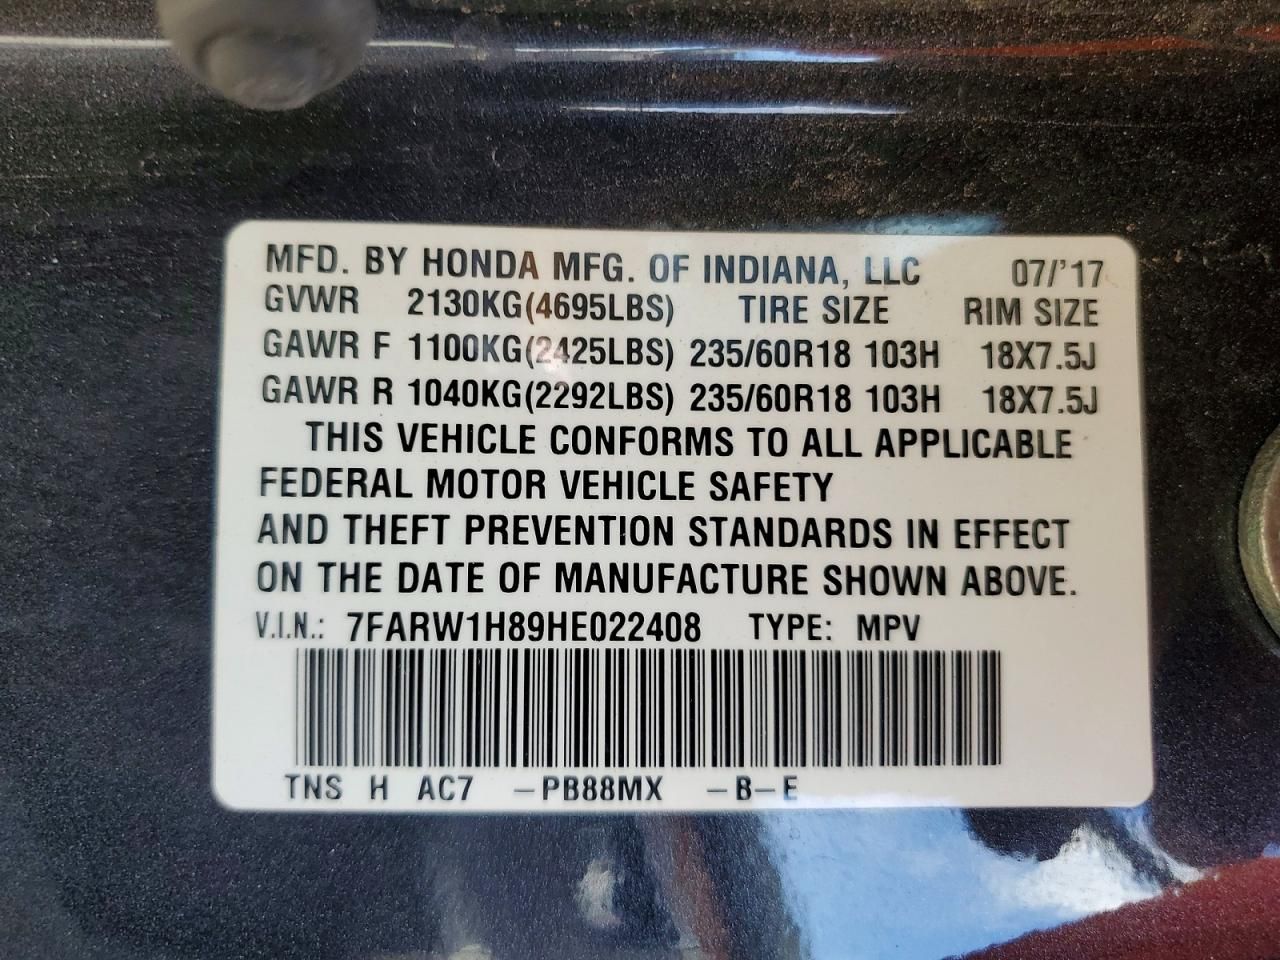 MFD. BY HONDA MFG. OF INDIANA, LLC 07/'17
GVWR 2130KG(4695LBS) TIRE SIZE RIM SIZE
GAWR F 1100KG(2425LBS) 235/60R18 103H 18X7.5J
GAWR R 1040KG(2292LBS) 235/60R18 103H 18X7.5J
THIS VEHICLE CONFORMS TO ALL APPLICABLE
FEDERAL MOTOR VEHICLE SAFETY
AND THEFT PREVENTION STANDARDS IN EFFECT
ON THE DATE OF MANUFACTURE SHOWN ABOVE.
V.I.N.: 7FARW1H89HE022408 TYPE: MPV
TNS H AC7 -PB88MX -B-E